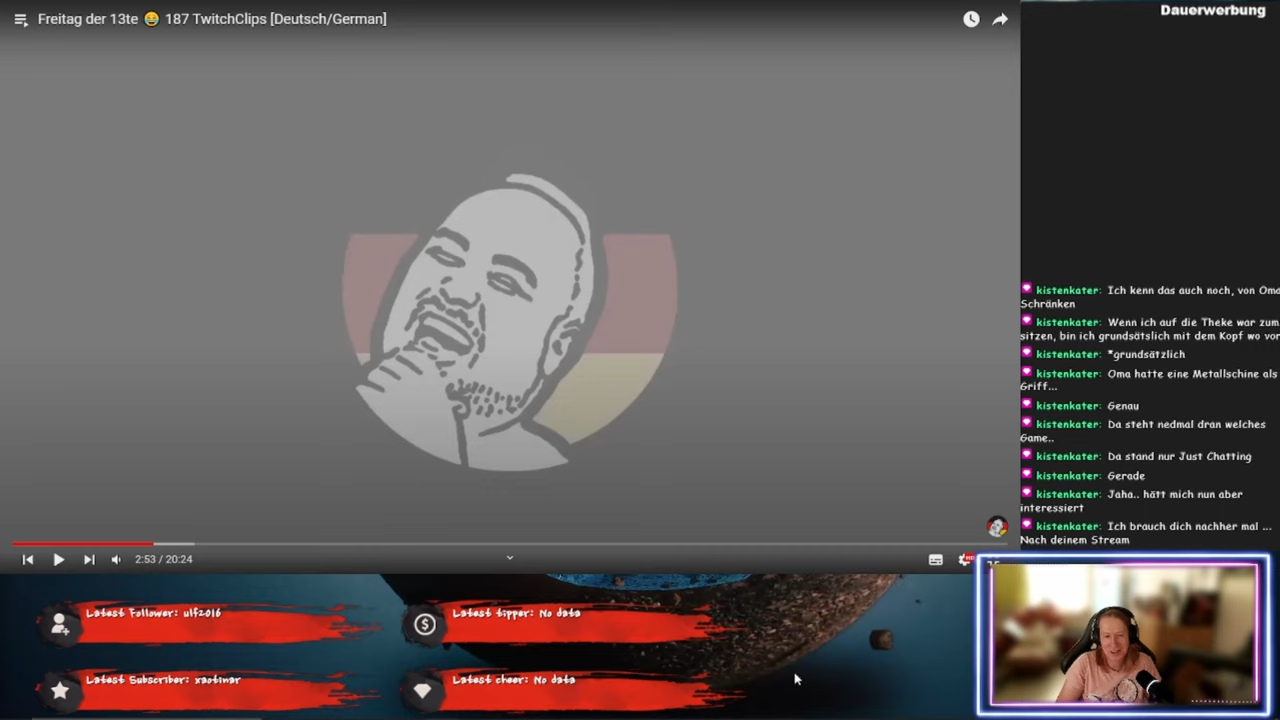 Freitag der 13te 😂 187 TwitchClips [Deutsch/German]
Dauerwerbung
kistenkater: Ich kenn das auch noch, von Oma
Schränken
kistenkater: Wenn ich auf die Theke war zum
sitzen, bin ich grundsätslich mit dem Kopf wo vor
kistenkater: *grundsätzlich
kistenkater: Oma hatte eine Metallschine als
Griff...
kistenkater: Genau
kistenkater: Da steht nedmal dran welches
Game..
kistenkater: Da stand nur Just Chatting
kistenkater: Gerade
kistenkater: Jaha.. hätt mich nun aber
interessiert
kistenkater: Ich brauch dich nachher mal ...
Nach deinem Stream
2:53 / 20:24
Latest Follower: ulf2016
Latest tipper: No data
Latest Subscriber: xaotinar
Latest cheer: No data